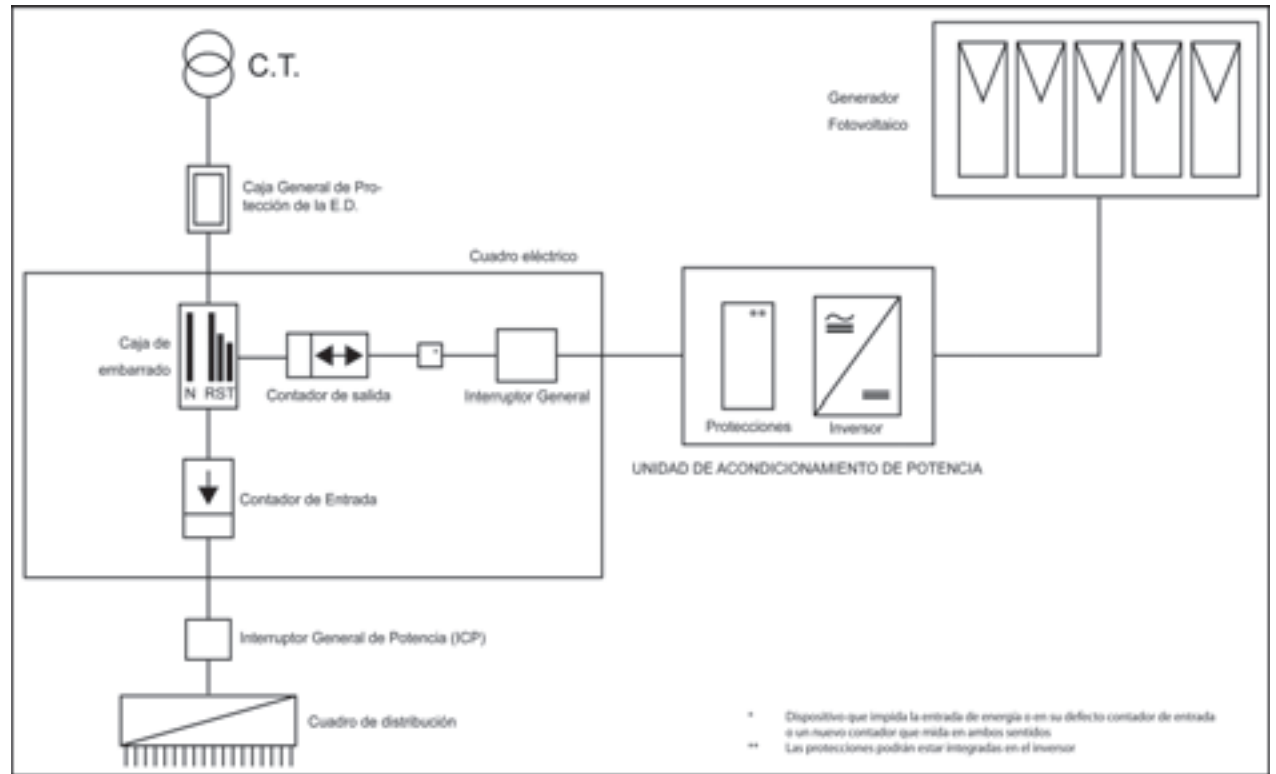 C.T.
Generador
Fotovoltaico
Caja General de Pro-
tección de la E.D.
Cuadro eléctrico
Caja de
embarrado
N RST
Contador de salida
*
Interruptor General
**
Protecciones
Inversor
UNIDAD DE ACONDICIONAMIENTO DE POTENCIA
Contador de Entrada
Interruptor General de Potencia (ICP)
Cuadro de distribución
* Dispositivo que impida la entrada de energía o en su defecto contador de entrada
o un nuevo contador que mida en ambos sentidos
** Las protecciones podrán estar integradas en el inversor